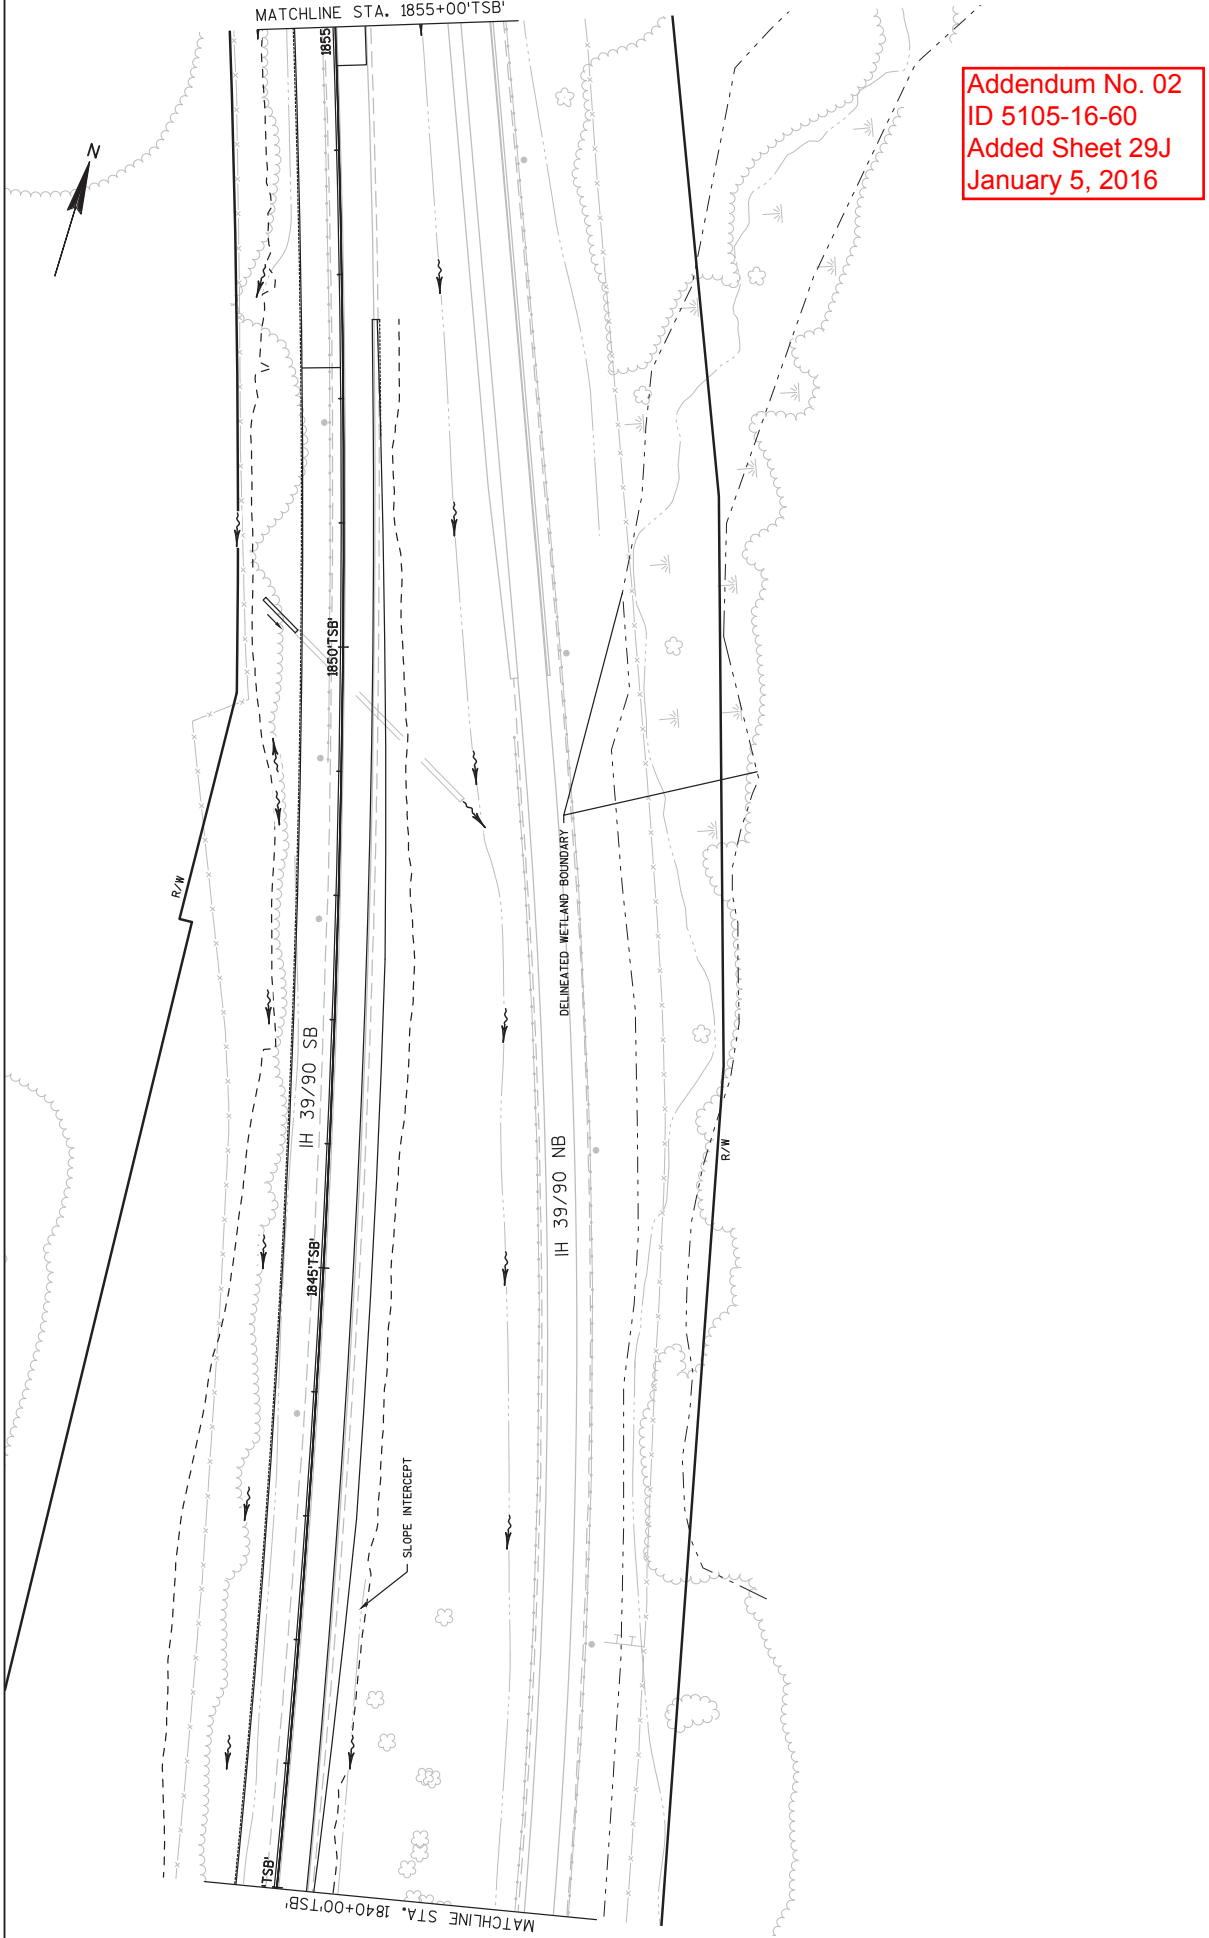 MATCHLINE STA. 1855+00'TSB'
1855
Addendum No. 02
ID 5105-16-60
Added Sheet 29J
January 5, 2016
N
1850'TSB'
R/W
DELINEATED WETLAND BOUNDARY
IH 39/90 SB
IH 39/90 NB
R/W
1845'TSB'
SLOPE INTERCEPT
'TSB'
MATCHLINE STA. 1840+00'TSB'